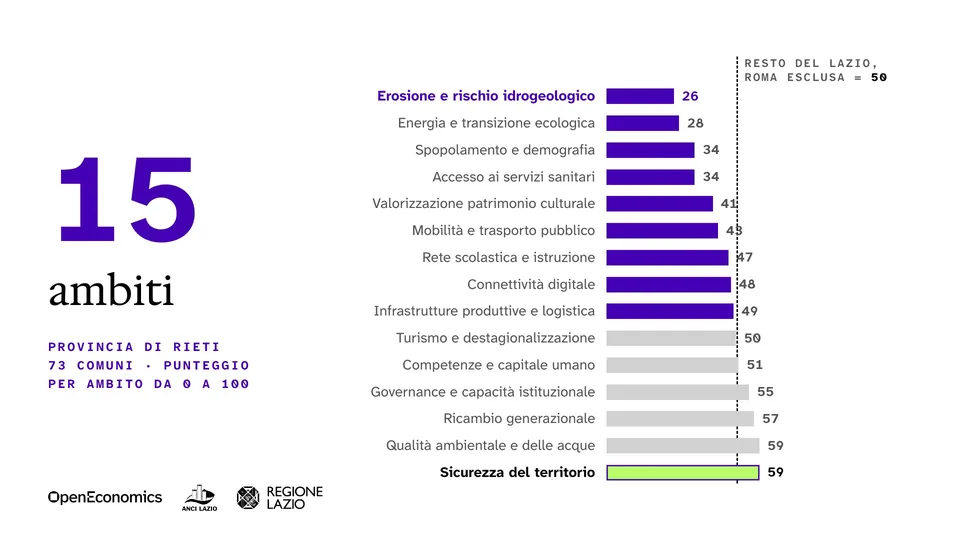 RESTO DEL LAZIO,
ROMA ESCLUSA = 50
15
ambiti
PROVINCIA DI RIETI
73 COMUNI · PUNTEGGIO
PER AMBITO DA 0 A 100
Erosione e rischio idrogeologico 26
Energia e transizione ecologica 28
Spopolamento e demografia 34
Accesso ai servizi sanitari 34
Valorizzazione patrimonio culturale 41
Mobilità e trasporto pubblico 43
Rete scolastica e istruzione 47
Connettività digitale 48
Infrastrutture produttive e logistica 49
Turismo e destagionalizzazione 50
Competenze e capitale umano 51
Governance e capacità istituzionale 55
Ricambio generazionale 57
Qualità ambientale e delle acque 59
Sicurezza del territorio 59
OpenEconomics
ANCI LAZIO
REGIONE
LAZIO